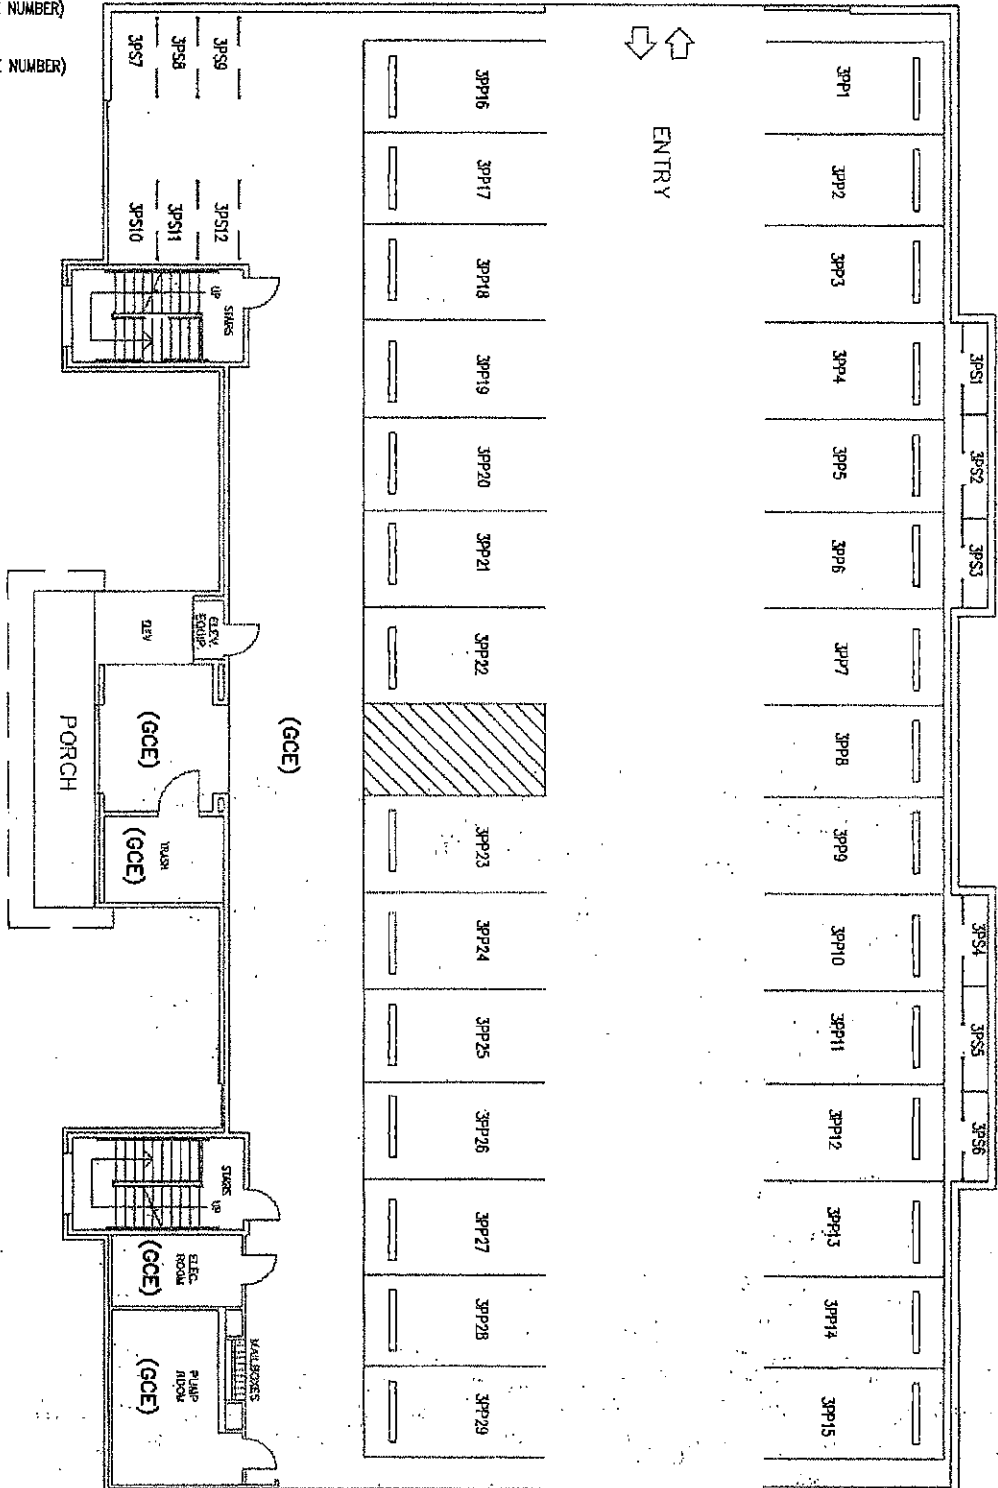 NUMBER)
NUMBER)
3PS7
3PS8
3PS9
3PS10
3PS11
3PS12
UP
STAIRS
3PP16
3PP17
3PP18
3PP19
3PP20
3PP21
3PP22
3PP23
3PP24
3PP25
3PP26
3PP27
3PP28
3PP29
ENTRY
3PP1
3PP2
3PP3
3PP4
3PP5
3PP6
3PP7
3PP8
3PP9
3PP10
3PP11
3PP12
3PP13
3PP14
3PP15
3PS1
3PS2
3PS3
3PS4
3PS5
3PS6
ELEV
ELEV.
EQUIP.
(GCE)
(GCE)
PORCH
TRASH
(GCE)
STAIRS
UP
ELEC.
ROOM
(GCE)
MAILBOXES
PUMP
ROOM
(GCE)